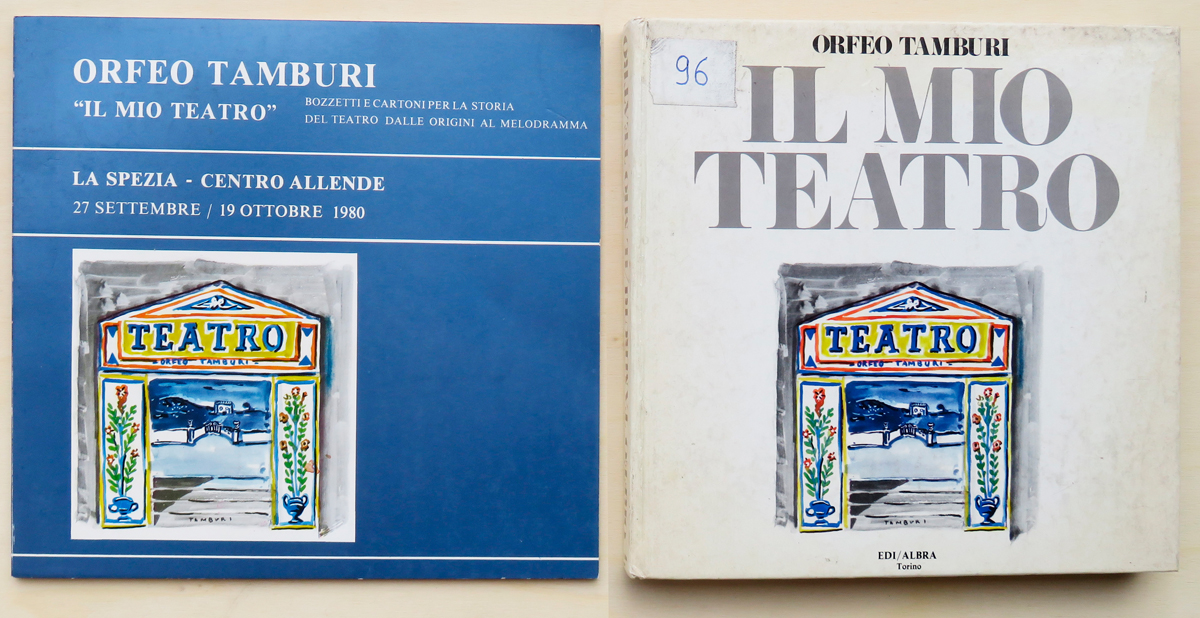 ORFEO TAMBURI
“IL MIO TEATRO”
BOZZETTI E CARTONI PER LA STORIA
DEL TEATRO DALLE ORIGINI AL MELODRAMMA
LA SPEZIA - CENTRO ALLENDE
27 SETTEMBRE / 19 OTTOBRE 1980
TEATRO
- ORFEO TAMBURI -
TAMBURI
96
ORFEO TAMBURI
IL MIO
TEATRO
TEATRO
- ORFEO TAMBURI -
TAMBURI
EDI/ALBRA
Torino